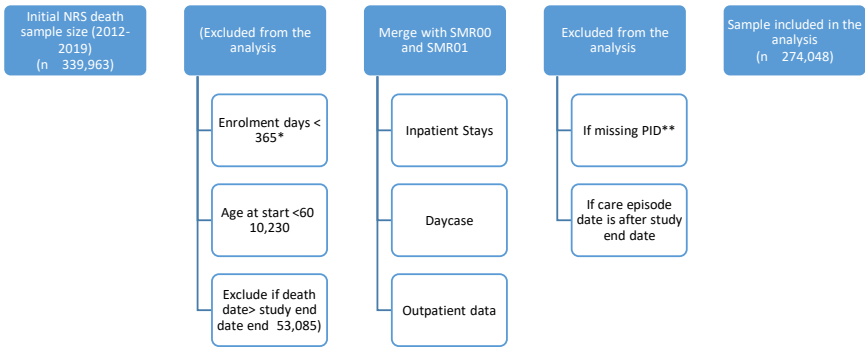 Initial NRS death
sample size (2012-
2019)
(n 339,963)
(Excluded from the
analysis
Enrolment days <
365*
Age at start <60
10,230
Exclude if death
date> study end
date end 53,085)
Merge with SMR00
and SMR01
Inpatient Stays
Daycase
Outpatient data
Excluded from the
analysis
If missing PID**
If care episode
date is after study
end date
Sample included in the
analysis
(n 274,048)